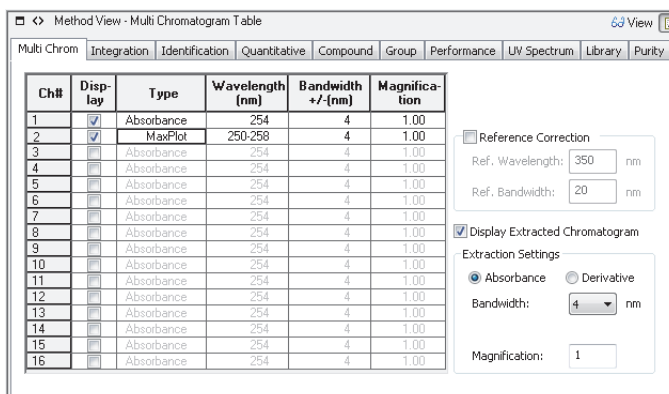 Method View - Multi Chromatogram Table View
Multi Chrom Integration Identification Quantitative Compound Group Performance UV Spectrum Library Purity
Ch# Disp-lay Type Wavelength (nm) Bandwidth +/-(nm) Magnifica-tion
1 Absorbance 254 4 1.00
2 MaxPlot 250-258 4 1.00
3 Absorbance 254 4 1.00
4 Absorbance 254 4 1.00
5 Absorbance 254 4 1.00
6 Absorbance 254 4 1.00
7 Absorbance 254 4 1.00
8 Absorbance 254 4 1.00
9 Absorbance 254 4 1.00
10 Absorbance 254 4 1.00
11 Absorbance 254 4 1.00
12 Absorbance 254 4 1.00
13 Absorbance 254 4 1.00
14 Absorbance 254 4 1.00
15 Absorbance 254 4 1.00
16 Absorbance 254 4 1.00
Reference Correction
Ref. Wavelength: 350 nm
Ref. Bandwidth: 20 nm
Display Extracted Chromatogram
Extraction Settings
Absorbance Derivative
Bandwidth: 4 nm
Magnification: 1